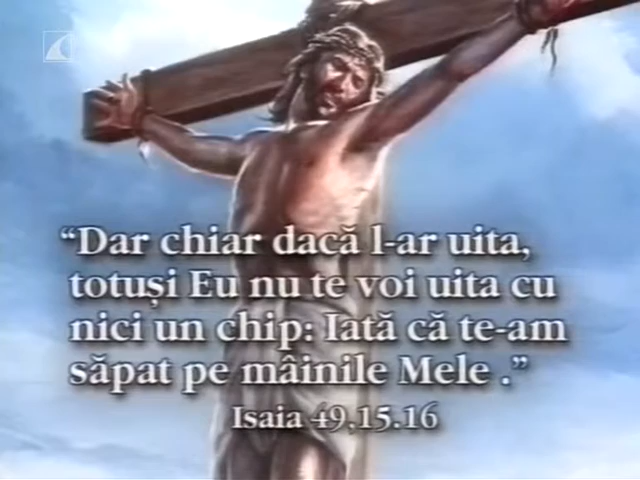 “Dar chiar dacă l-ar uita,
totuși Eu nu te voi uita cu
nici un chip: Iată că te-am
săpat pe mâinile Mele .”
Isaia 49.15.16